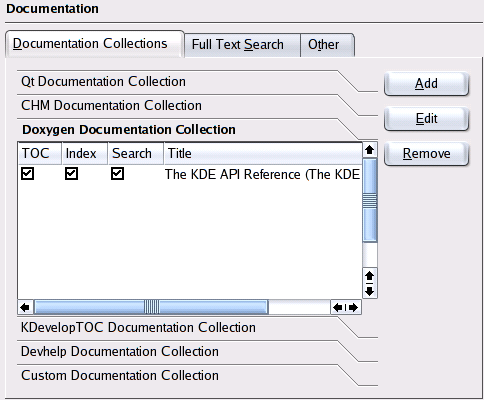 Documentation
Documentation Collections Full Text Search Other
Qt Documentation Collection
Add
CHM Documentation Collection
Edit
Doxygen Documentation Collection
TOC Index Search Title
Remove
The KDE API Reference (The KDE
KDevelopTOC Documentation Collection
Devhelp Documentation Collection
Custom Documentation Collection